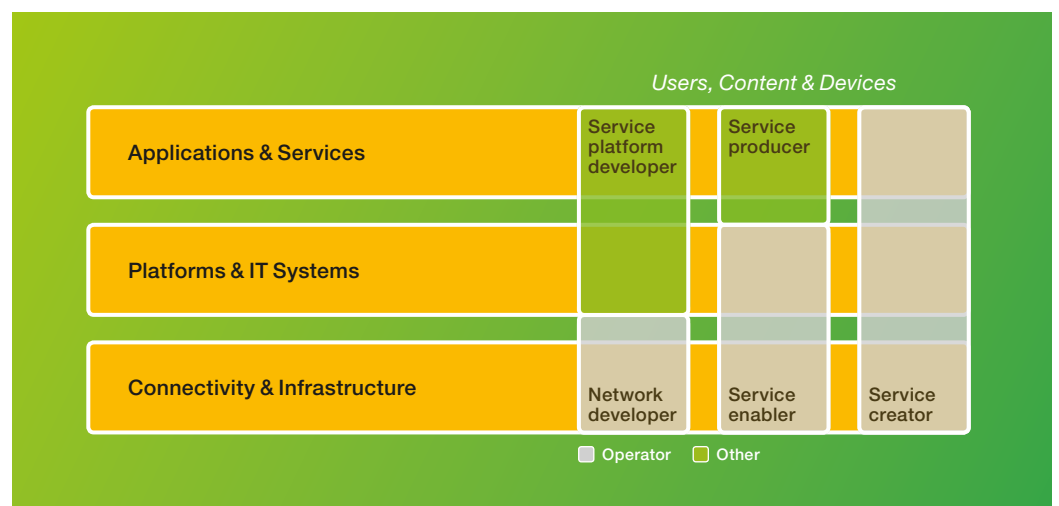 Users, Content & Devices
Applications & Services
Service
platform
developer
Service
producer
Platforms & IT Systems
Connectivity & Infrastructure
Network
developer
Service
enabler
Service
creator
Operator
Other